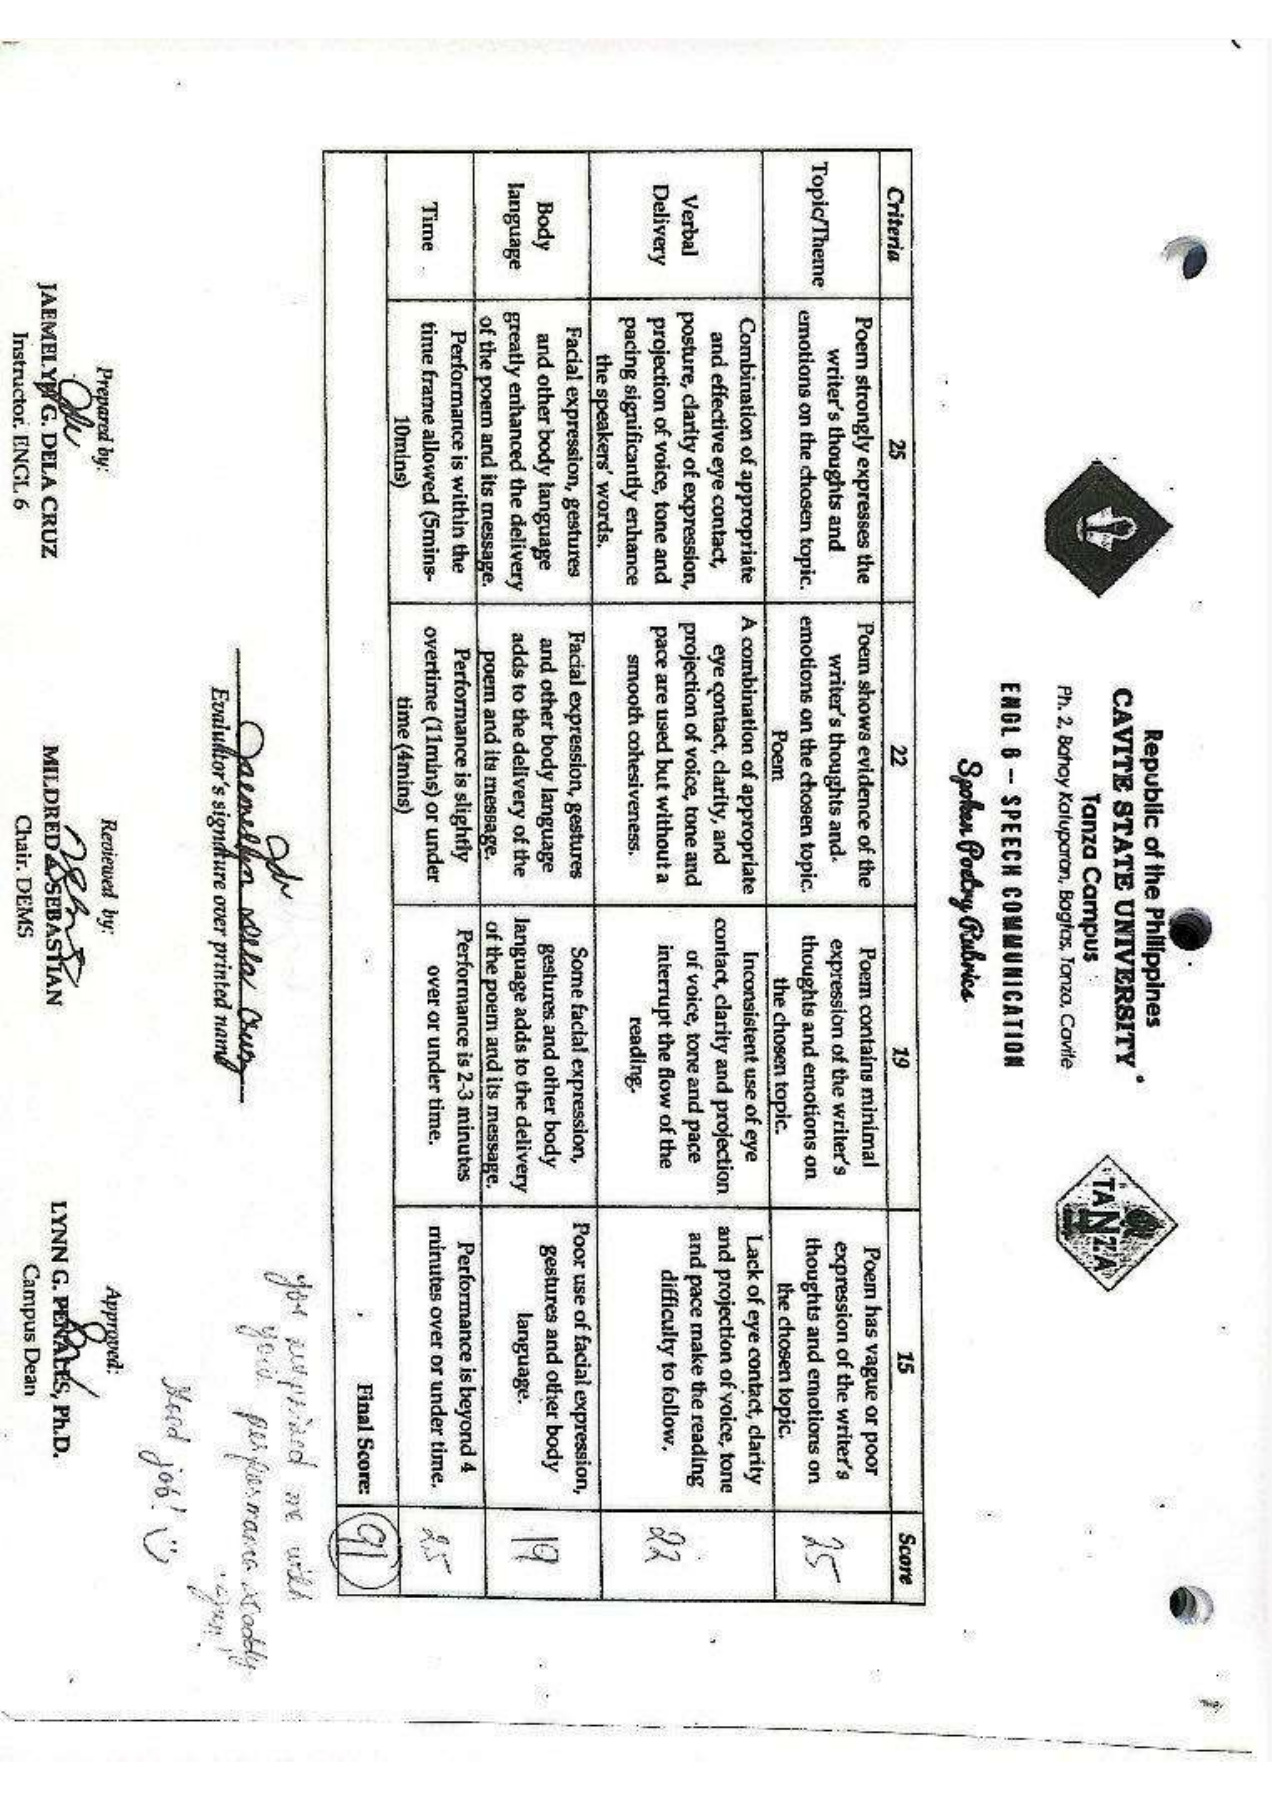 Republic of the Philippines
CAVITE STATE UNIVERSITY
Tanza Campus
Ph. 2, Bahay Katuparan, Bagtas, Tanza, Cavite
TANZA
ENGL 6 – SPEECH COMMUNICATION
Spoken Poetry Rubrics
Criteria 25 22 19 15 Score
Topic/Theme
Poem strongly expresses the
writer's thoughts and
emotions on the chosen topic.
Poem shows evidence of the
writer's thoughts and
emotions on the chosen topic.
Poem
Poem contains minimal
expression of the writer's
thoughts and emotions on
the chosen topic.
Poem has vague or poor
expression of the writer's
thoughts and emotions on
the chosen topic.
25
Verbal
Delivery
Combination of appropriate
and effective eye contact,
posture, clarity of expression,
projection of voice, tone and
pacing significantly enhance
the speakers' words.
A combination of appropriate
eye contact, clarity, and
projection of voice, tone and
pace are used but without a
smooth cohesiveness.
Inconsistent use of eye
contact, clarity and projection
of voice, tone and pace
interrupt the flow of the
reading.
Lack of eye contact, clarity
and projection of voice, tone
and pace make the reading
difficulty to follow.
22
Body
language
Facial expression, gestures
and other body language
greatly enhanced the delivery
of the poem and its message.
Facial expression, gestures
and other body language
adds to the delivery of the
poem and its message.
Some facial expression,
gestures and other body
language adds to the delivery
of the poem and its message.
Poor use of facial expression,
gestures and other body
language.
19
Time
Performance is within the
time frame allowed (5mins-
10mins)
Performance is slightly
overtime (11mins) or under
time (4mins)
Performance is 2-3 minutes
over or under time.
Performance is beyond 4
minutes over or under time.
25
Final Score: 91
You surprised me with
your performance
Good job!
Jaemellyn Dela Cruz
Evaluator's signature over printed name
Prepared by:
JAEMELYN G. DELA CRUZ
Instructor, ENGL 6
Reviewed by:
MILDRED A. SEBASTIAN
Chair, DEMS
Approved:
LYNN G. PENALES, Ph.D.
Campus Dean